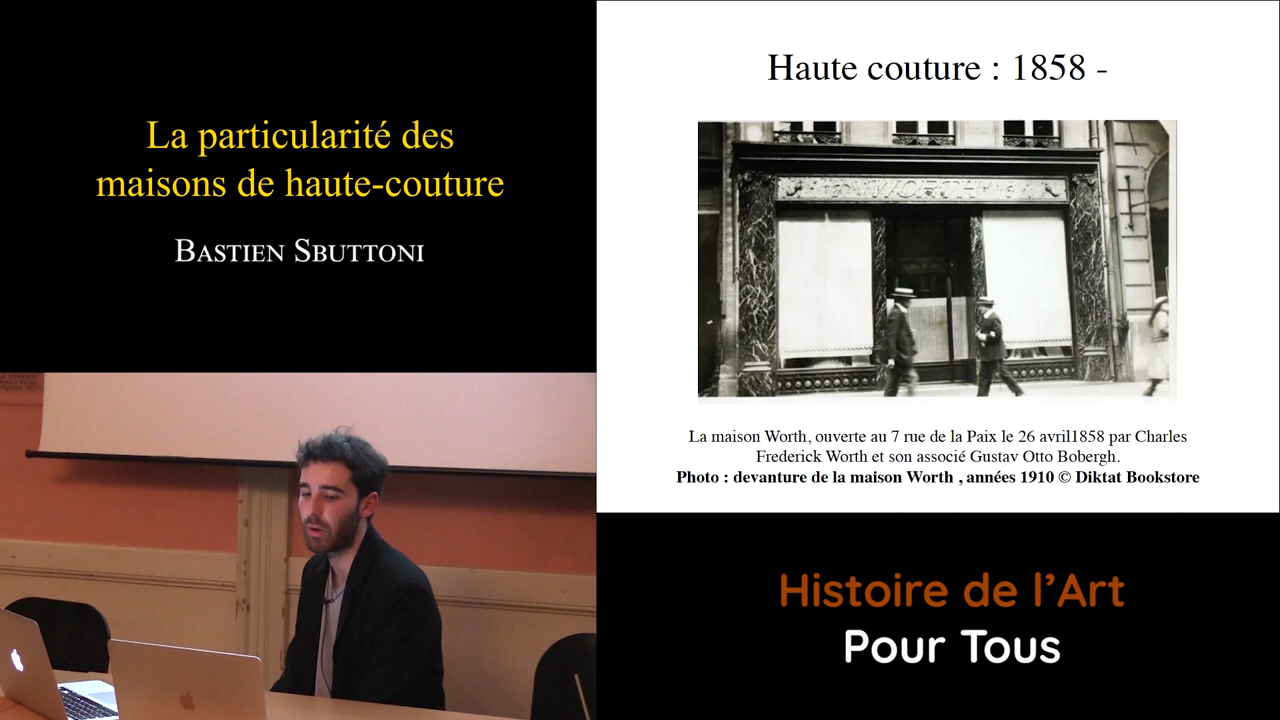 La particularité des
maisons de haute-couture
BASTIEN SBUTTONI
Haute couture : 1858 -
WORTH
La maison Worth, ouverte au 7 rue de la Paix le 26 avril1858 par Charles
Frederick Worth et son associé Gustav Otto Bobergh.
Photo : devanture de la maison Worth , années 1910 © Diktat Bookstore
Histoire de l'Art
Pour Tous